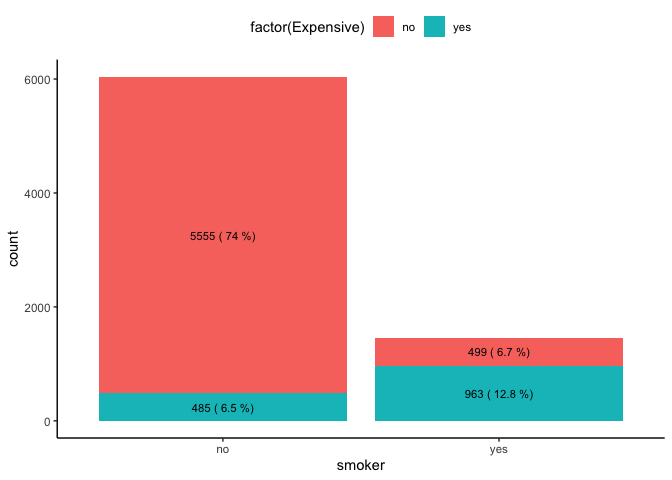 factor(Expensive) no yes
6000
4000
2000
0
count
5555 ( 74 %)
485 ( 6.5 %)
499 ( 6.7 %)
963 ( 12.8 %)
no yes
smoker